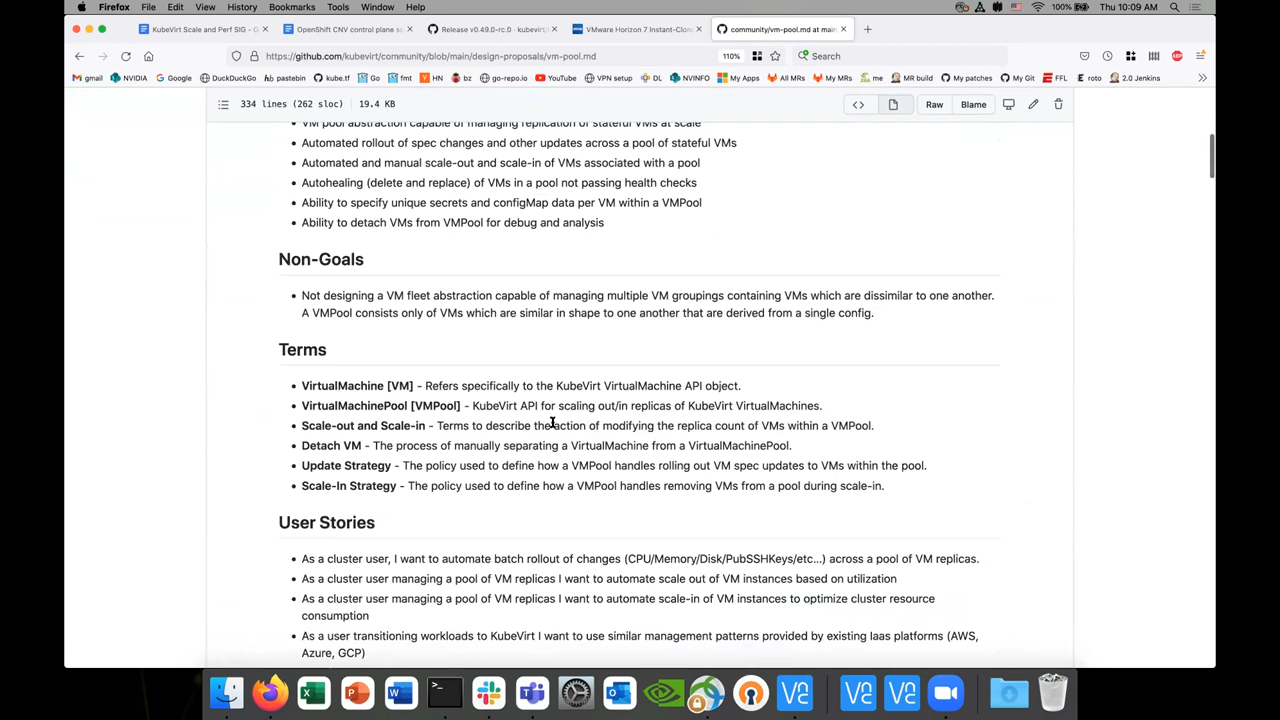 Firefox File Edit View History Bookmarks Tools Window Help 100% Thu 10:09 AM
KubeVirt Scale and Perf SIG - G
OpenShift CNV control plane sc
Release v0.49.0-rc.0 · kubevirt/
VMware Horizon 7 Instant-Clon
community/vm-pool.md at main
https://github.com/kubevirt/community/blob/main/design-proposals/vm-pool.md 110% Search
gmail NVIDIA Google DuckDuckGo pastebin kube.tf Go fmt HN bz go-repo.io YouTube VPN setup DL NVINFO My Apps All MRs My MRs me MR build My patches My Git FFL eroto 2.0 Jenkins
334 lines (262 sloc) 19.4 KB Raw Blame
VM pool abstraction capable of managing replication of stateful VMs at scale
Automated rollout of spec changes and other updates across a pool of stateful VMs
Automated and manual scale-out and scale-in of VMs associated with a pool
Autohealing (delete and replace) of VMs in a pool not passing health checks
Ability to specify unique secrets and configMap data per VM within a VMPool
Ability to detach VMs from VMPool for debug and analysis
Non-Goals
Not designing a VM fleet abstraction capable of managing multiple VM groupings containing VMs which are dissimilar to one another.
A VMPool consists only of VMs which are similar in shape to one another that are derived from a single config.
Terms
VirtualMachine [VM] - Refers specifically to the KubeVirt VirtualMachine API object.
VirtualMachinePool [VMPool] - KubeVirt API for scaling out/in replicas of KubeVirt VirtualMachines.
Scale-out and Scale-in - Terms to describe the action of modifying the replica count of VMs within a VMPool.
Detach VM - The process of manually separating a VirtualMachine from a VirtualMachinePool.
Update Strategy - The policy used to define how a VMPool handles rolling out VM spec updates to VMs within the pool.
Scale-In Strategy - The policy used to define how a VMPool handles removing VMs from a pool during scale-in.
User Stories
As a cluster user, I want to automate batch rollout of changes (CPU/Memory/Disk/PubSSHKeys/etc...) across a pool of VM replicas.
As a cluster user managing a pool of VM replicas I want to automate scale out of VM instances based on utilization
As a cluster user managing a pool of VM replicas I want to automate scale-in of VM instances to optimize cluster resource
consumption
As a user transitioning workloads to KubeVirt I want to use similar management patterns provided by existing Iaas platforms (AWS,
Azure, GCP)